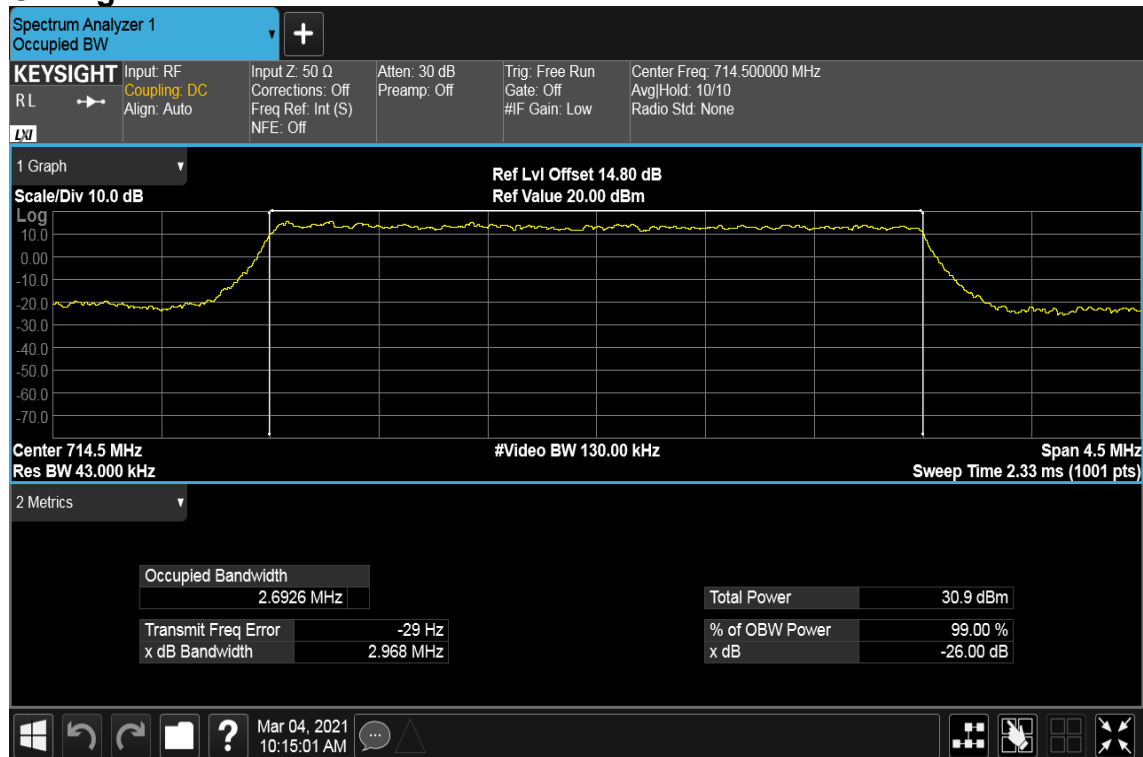 Spectrum Analyzer 1
Occupied BW
+
KEYSIGHT
RL
LXI
Input: RF
Coupling: DC
Align: Auto
Input Z: 50 Ω
Corrections: Off
Freq Ref: Int (S)
NFE: Off
Atten: 30 dB
Preamp: Off
Trig: Free Run
Gate: Off
#IF Gain: Low
Center Freq: 714.500000 MHz
Avg|Hold: 10/10
Radio Std: None
1 Graph
Scale/Div 10.0 dB
Ref Lvl Offset 14.80 dB
Ref Value 20.00 dBm
Log
10.0
0.00
-10.0
-20.0
-30.0
-40.0
-50.0
-60.0
-70.0
Center 714.5 MHz
#Video BW 130.00 kHz
Span 4.5 MHz
Res BW 43.000 kHz
Sweep Time 2.33 ms (1001 pts)
2 Metrics
Occupied Bandwidth
2.6926 MHz
Total Power 30.9 dBm
Transmit Freq Error -29 Hz
% of OBW Power 99.00 %
x dB Bandwidth 2.968 MHz
x dB -26.00 dB
?
Mar 04, 2021
10:15:01 AM